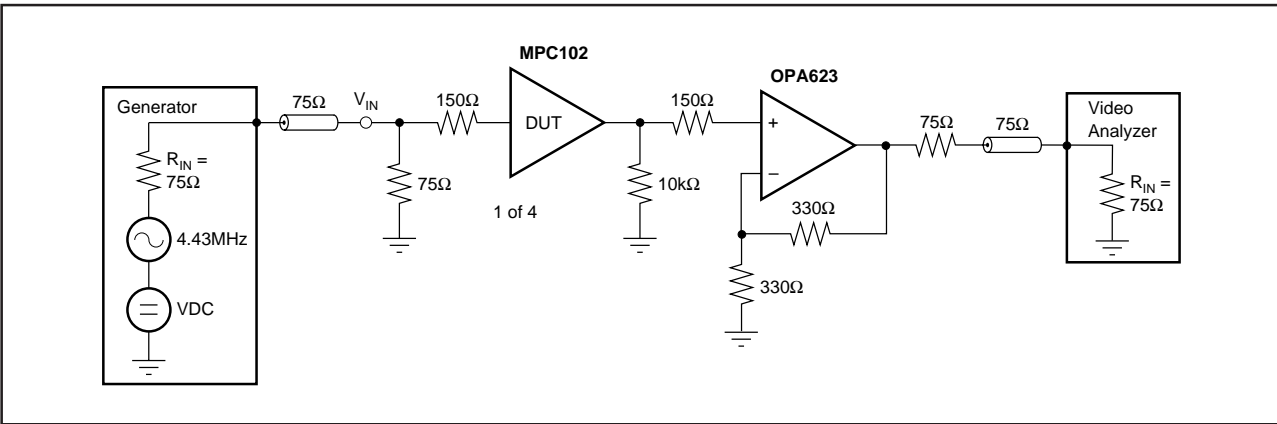 MPC102
OPA623
Generator
75Ω
V_IN
150Ω
DUT
150Ω
+
–
75Ω
75Ω
Video
Analyzer
R_IN =
75Ω
75Ω
10kΩ
R_IN =
75Ω
1 of 4
330Ω
4.43MHz
330Ω
VDC